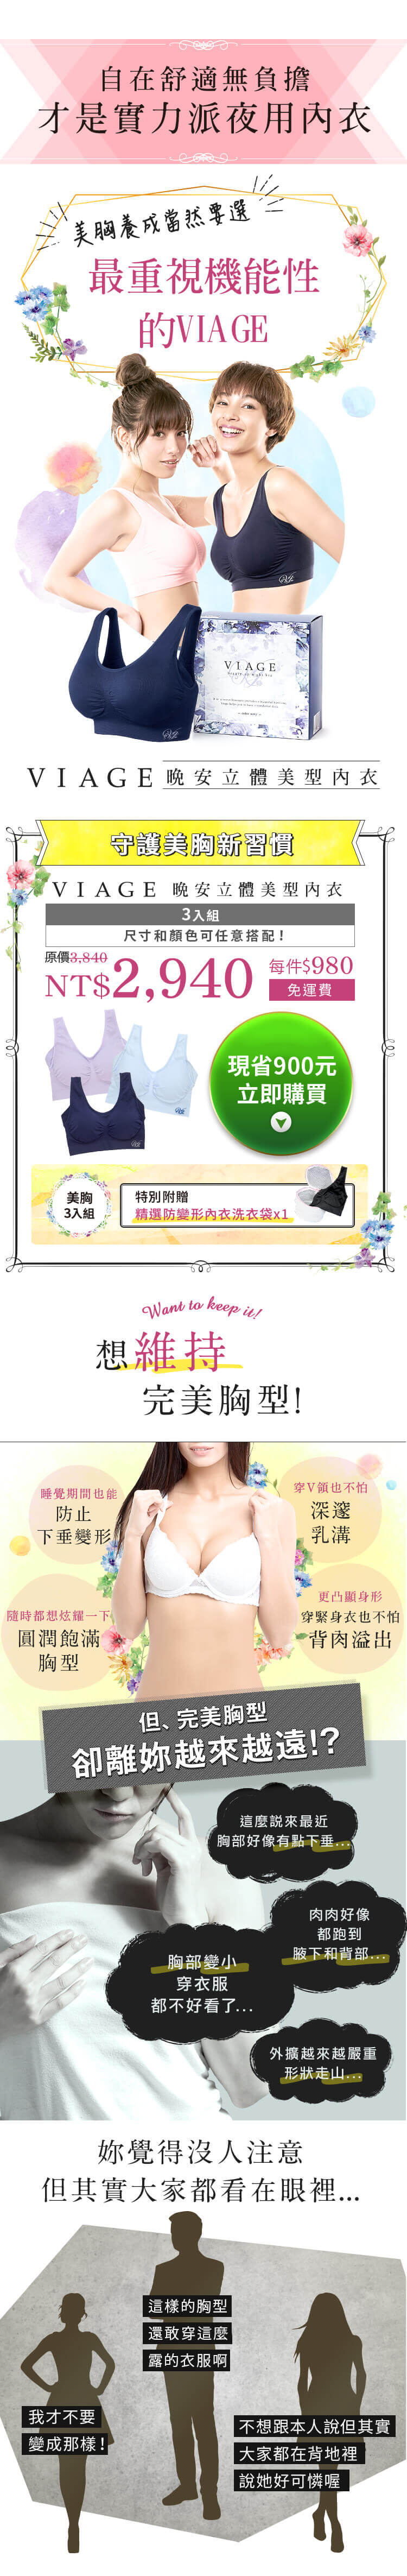 自在舒適無負擔
才是實力派夜用內衣
美胸養成當然要選
最重視機能性
的VIAGE
VIAGE
VIAGE 晚安立體美型內衣
守護美胸新習慣
VIAGE 晚安立體美型內衣
3入組
尺寸和顏色可任意搭配！
原價3,840
NT$2,940
每件$980
免運費
現省900元
立即購買
美胸
3入組
特別附贈
精選防變形內衣洗衣袋x1
Want to keep it!
想維持
完美胸型!
睡覺期間也能
防止
下垂變形
穿V領也不怕
深邃
乳溝
隨時都想炫耀一下
圓潤飽滿
胸型
更凸顯身形
穿緊身衣也不怕
背肉溢出
但、完美胸型
卻離妳越來越遠!?
這麼說來最近
胸部好像有點下垂...
肉肉好像
都跑到
腋下和背部...
胸部變小
穿衣服
都不好看了...
外擴越來越嚴重
形狀走山...
妳覺得沒人注意
但其實大家都看在眼裡...
這樣的胸型
還敢穿這麼
露的衣服啊
我才不要
變成那樣！
不想跟本人說但其實
大家都在背地裡
說她好可憐喔